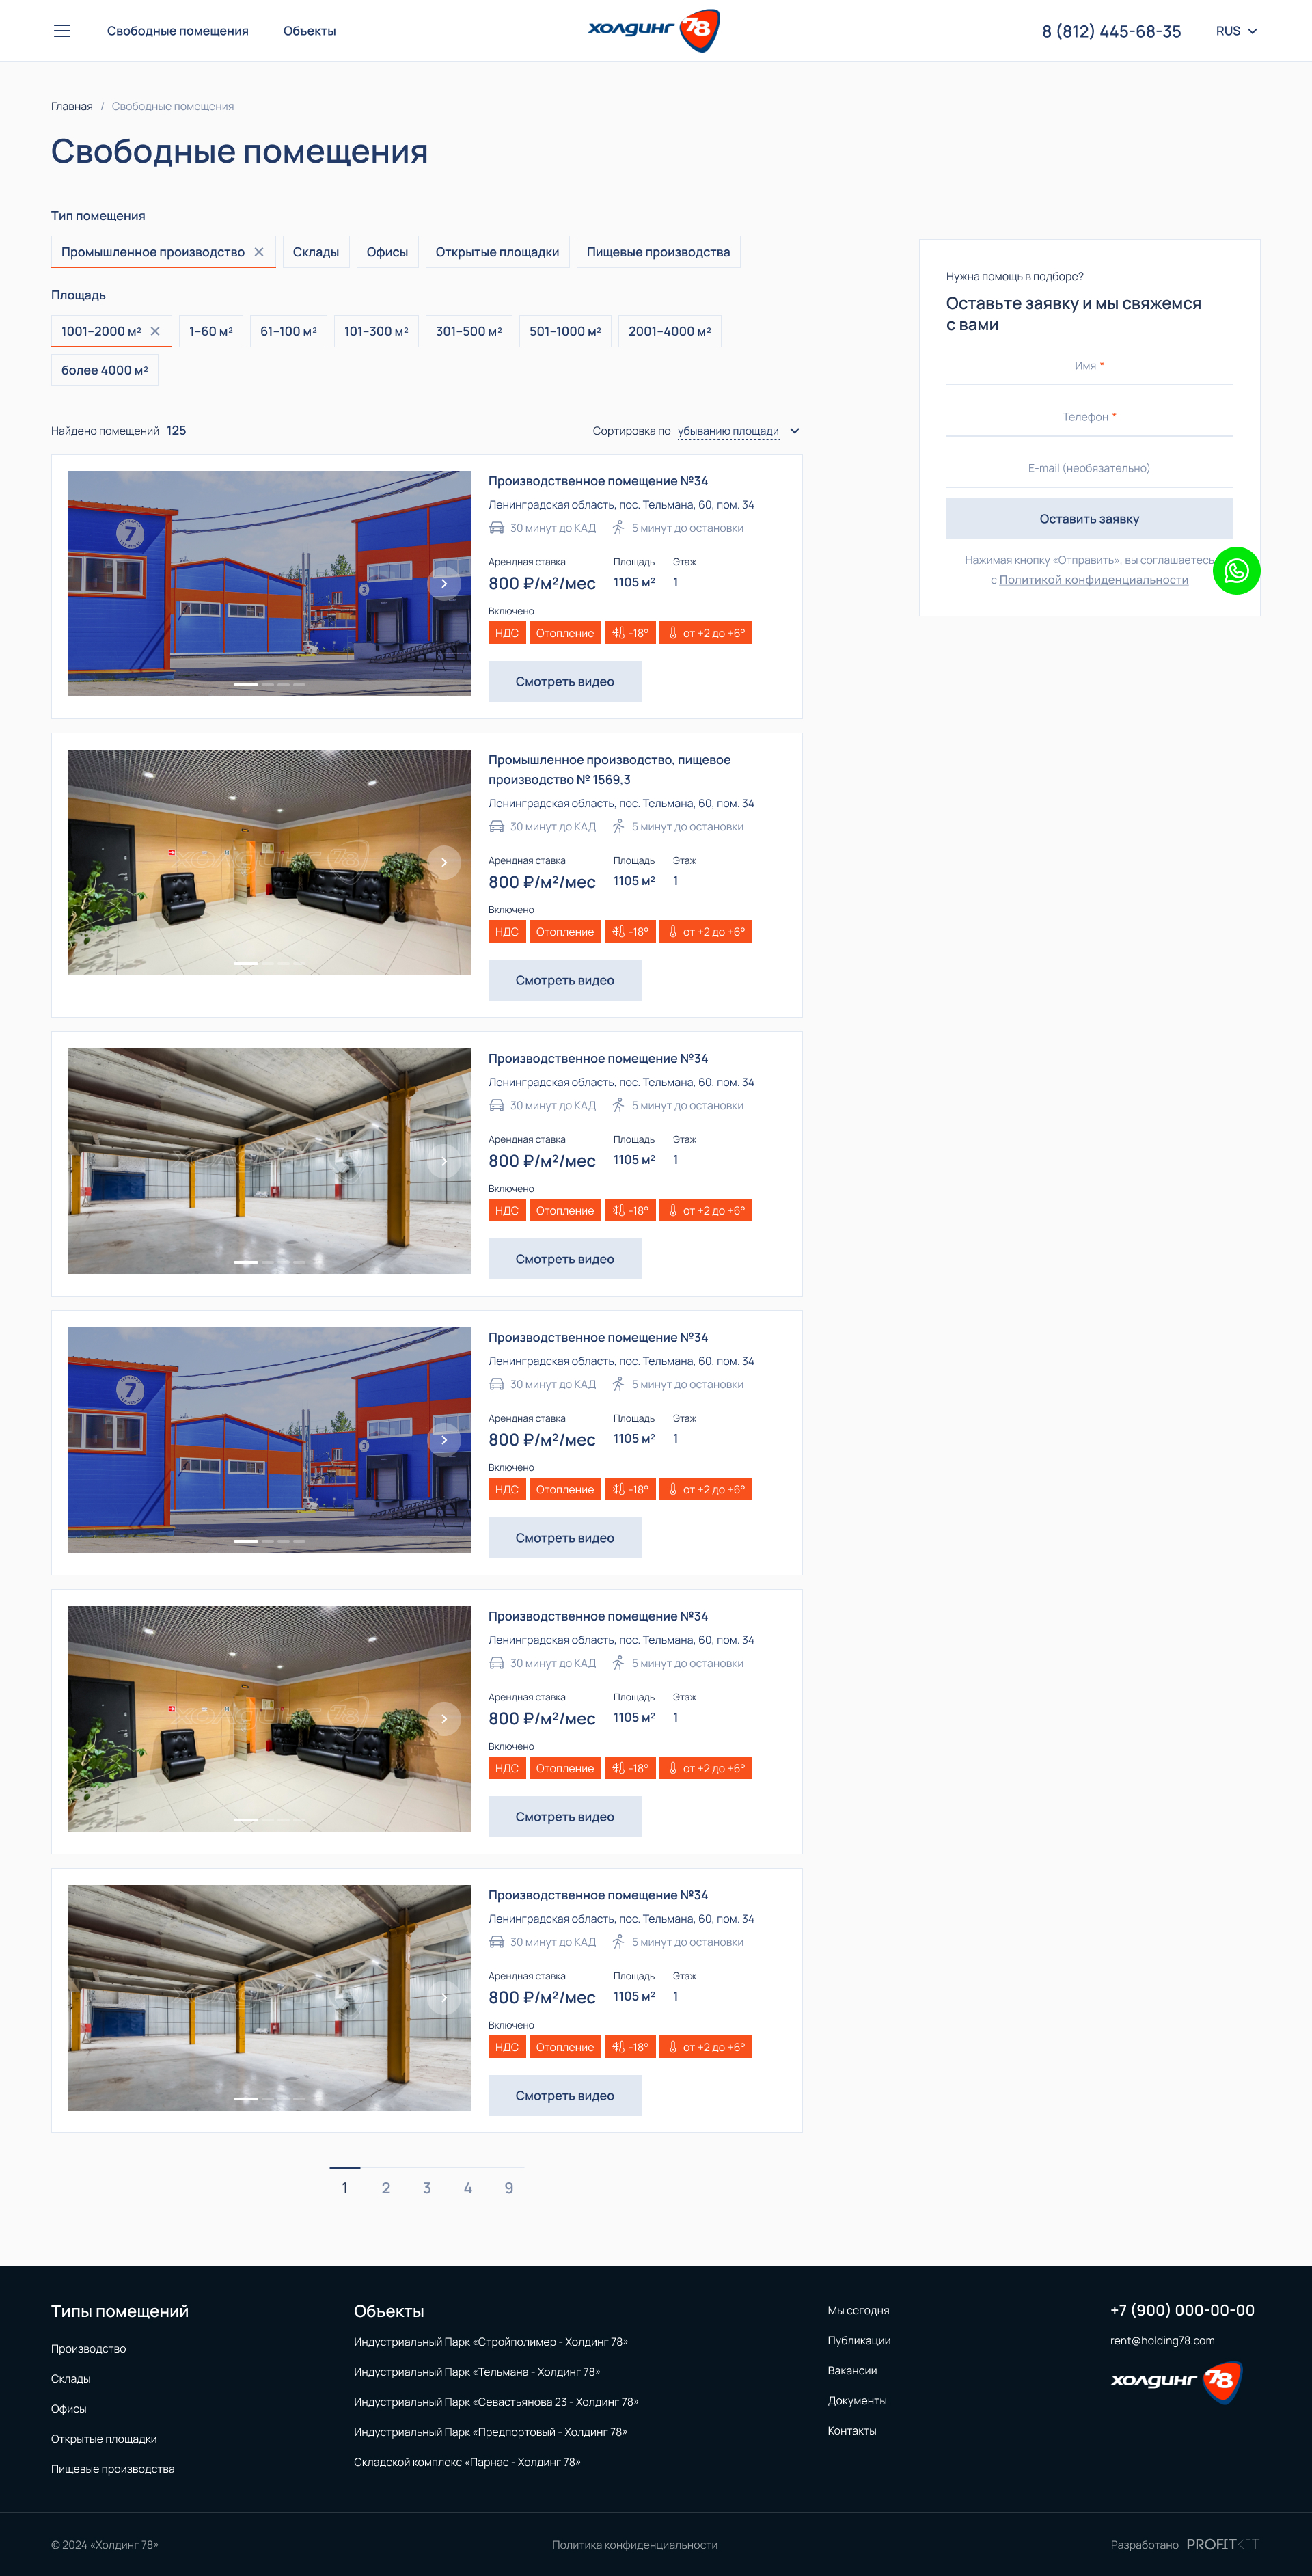 Свободные помещения
Объекты
ХОЛДИНГ 78
8 (812) 445-68-35
RUS
Главная / Свободные помещения
Свободные помещения
Тип помещения
Промышленное производство
Склады
Офисы
Открытые площадки
Пищевые производства
Площадь
1001–2000 м²
1–60 м²
61–100 м²
101–300 м²
301–500 м²
501–1000 м²
2001–4000 м²
более 4000 м²
Найдено помещений 125
Сортировка по убыванию площади
Нужна помощь в подборе?
Оставьте заявку и мы свяжемся
с вами
Имя *
Телефон *
E-mail (необязательно)
Оставить заявку
Нажимая кнопку «Отправить», вы соглашаетесь
с Политикой конфиденциальности
7
3
Производственное помещение №34
Ленинградская область, пос. Тельмана, 60, пом. 34
30 минут до КАД
5 минут до остановки
Арендная ставка
Площадь
Этаж
800 ₽/м²/мес
1105 м²
1
Включено
НДС
Отопление
-18°
от +2 до +6°
Смотреть видео
Промышленное производство, пищевое
производство № 1569,3
Ленинградская область, пос. Тельмана, 60, пом. 34
30 минут до КАД
5 минут до остановки
Арендная ставка
Площадь
Этаж
800 ₽/м²/мес
1105 м²
1
Включено
НДС
Отопление
-18°
от +2 до +6°
Смотреть видео
Производственное помещение №34
Ленинградская область, пос. Тельмана, 60, пом. 34
30 минут до КАД
5 минут до остановки
Арендная ставка
Площадь
Этаж
800 ₽/м²/мес
1105 м²
1
Включено
НДС
Отопление
-18°
от +2 до +6°
Смотреть видео
7
3
Производственное помещение №34
Ленинградская область, пос. Тельмана, 60, пом. 34
30 минут до КАД
5 минут до остановки
Арендная ставка
Площадь
Этаж
800 ₽/м²/мес
1105 м²
1
Включено
НДС
Отопление
-18°
от +2 до +6°
Смотреть видео
Производственное помещение №34
Ленинградская область, пос. Тельмана, 60, пом. 34
30 минут до КАД
5 минут до остановки
Арендная ставка
Площадь
Этаж
800 ₽/м²/мес
1105 м²
1
Включено
НДС
Отопление
-18°
от +2 до +6°
Смотреть видео
Производственное помещение №34
Ленинградская область, пос. Тельмана, 60, пом. 34
30 минут до КАД
5 минут до остановки
Арендная ставка
Площадь
Этаж
800 ₽/м²/мес
1105 м²
1
Включено
НДС
Отопление
-18°
от +2 до +6°
Смотреть видео
1 2 3 4 9
Типы помещений
Производство
Склады
Офисы
Открытые площадки
Пищевые производства
Объекты
Индустриальный Парк «Стройполимер - Холдинг 78»
Индустриальный Парк «Тельмана - Холдинг 78»
Индустриальный Парк «Севастьянова 23 - Холдинг 78»
Индустриальный Парк «Предпортовый - Холдинг 78»
Складской комплекс «Парнас - Холдинг 78»
Мы сегодня
Публикации
Вакансии
Документы
Контакты
+7 (900) 000-00-00
rent@holding78.com
ХОЛДИНГ 78
© 2024 «Холдинг 78»
Политика конфиденциальности
Разработано PROFITKIT